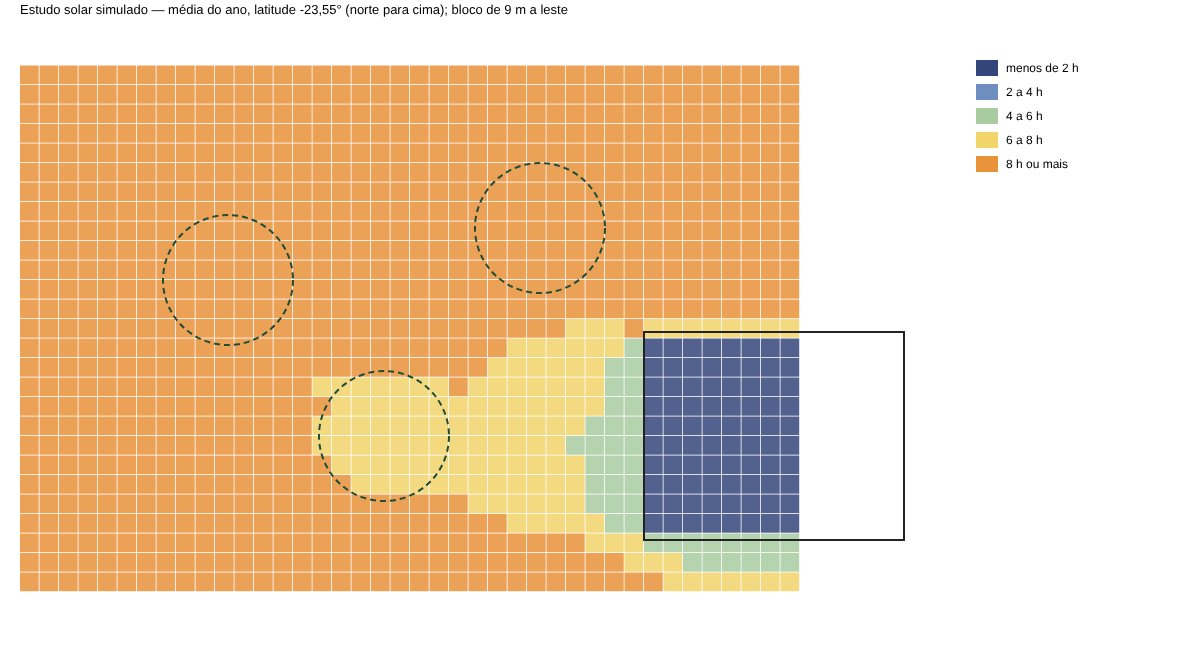 Estudo solar simulado — média do ano, latitude -23,55° (norte para cima); bloco de 9 m a leste
menos de 2 h
2 a 4 h
4 a 6 h
6 a 8 h
8 h ou mais